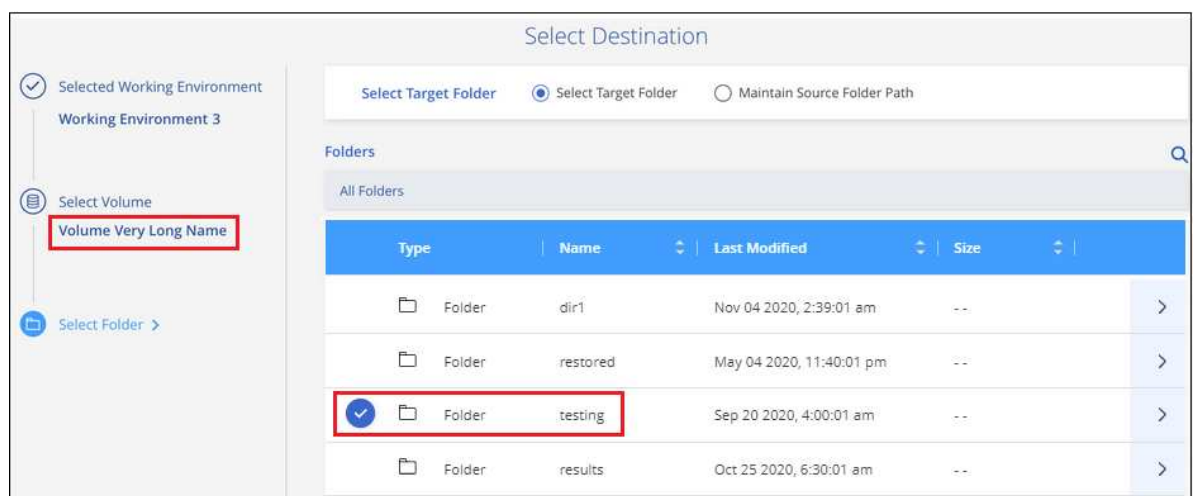 Select Destination
Selected Working Environment
Working Environment 3
Select Volume
Volume Very Long Name
Select Folder >
Select Target Folder Select Target Folder Maintain Source Folder Path
Folders
All Folders
Type Name Last Modified Size
Folder dir1 Nov 04 2020, 2:39:01 am --
Folder restored May 04 2020, 11:40:01 pm --
Folder testing Sep 20 2020, 4:00:01 am --
Folder results Oct 25 2020, 6:30:01 am --